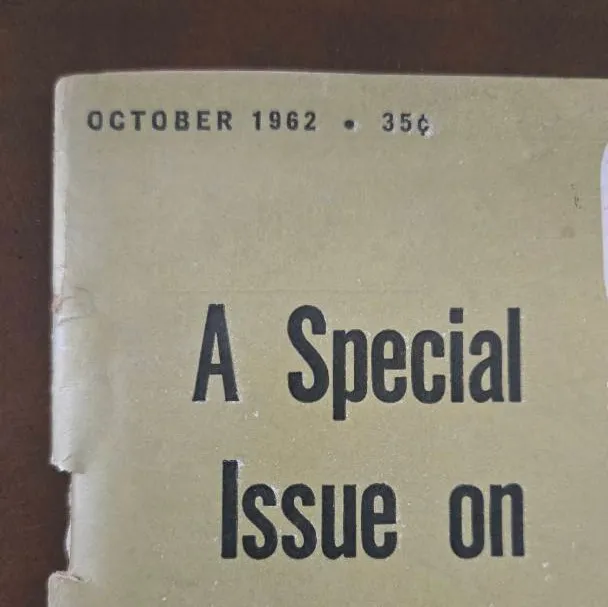 OCTOBER 1962 • 35¢
A Special
Issue on